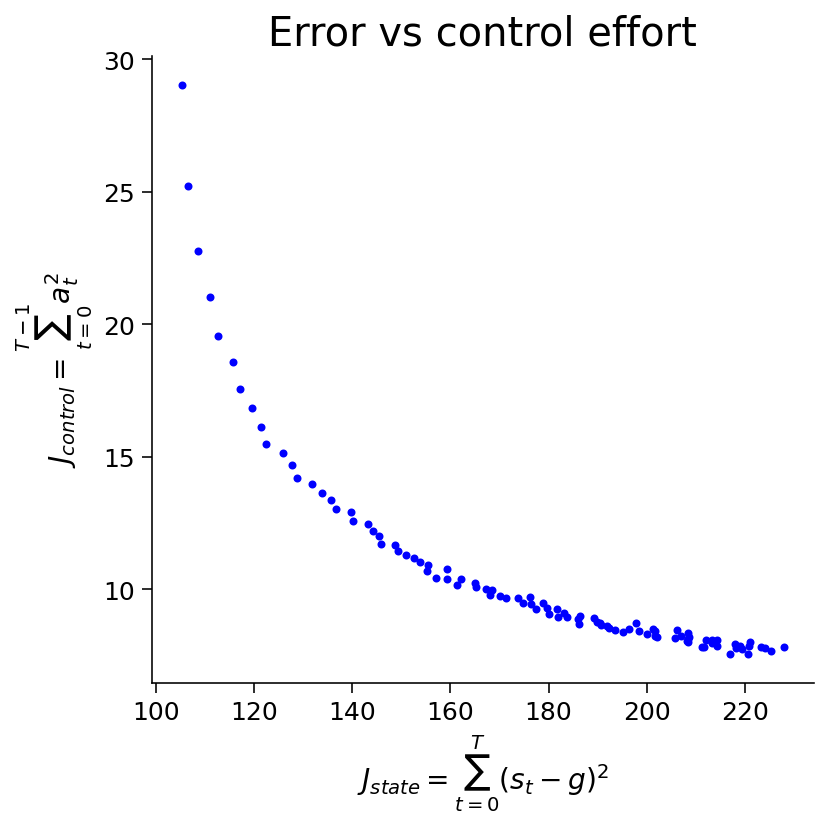 Error vs control effort
30
25
20
15
10
J_{control} = \sum_{t=0}^{T-1} a_t^2
100 120 140 160 180 200 220
J_{state} = \sum_{t=0}^{T} (s_t - g)^2